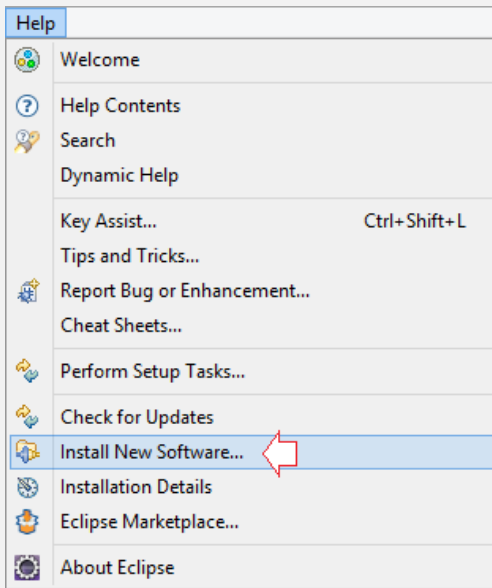 Help
Welcome
Help Contents
Search
Dynamic Help
Key Assist... Ctrl+Shift+L
Tips and Tricks...
Report Bug or Enhancement...
Cheat Sheets...
Perform Setup Tasks...
Check for Updates
Install New Software...
Installation Details
Eclipse Marketplace...
About Eclipse